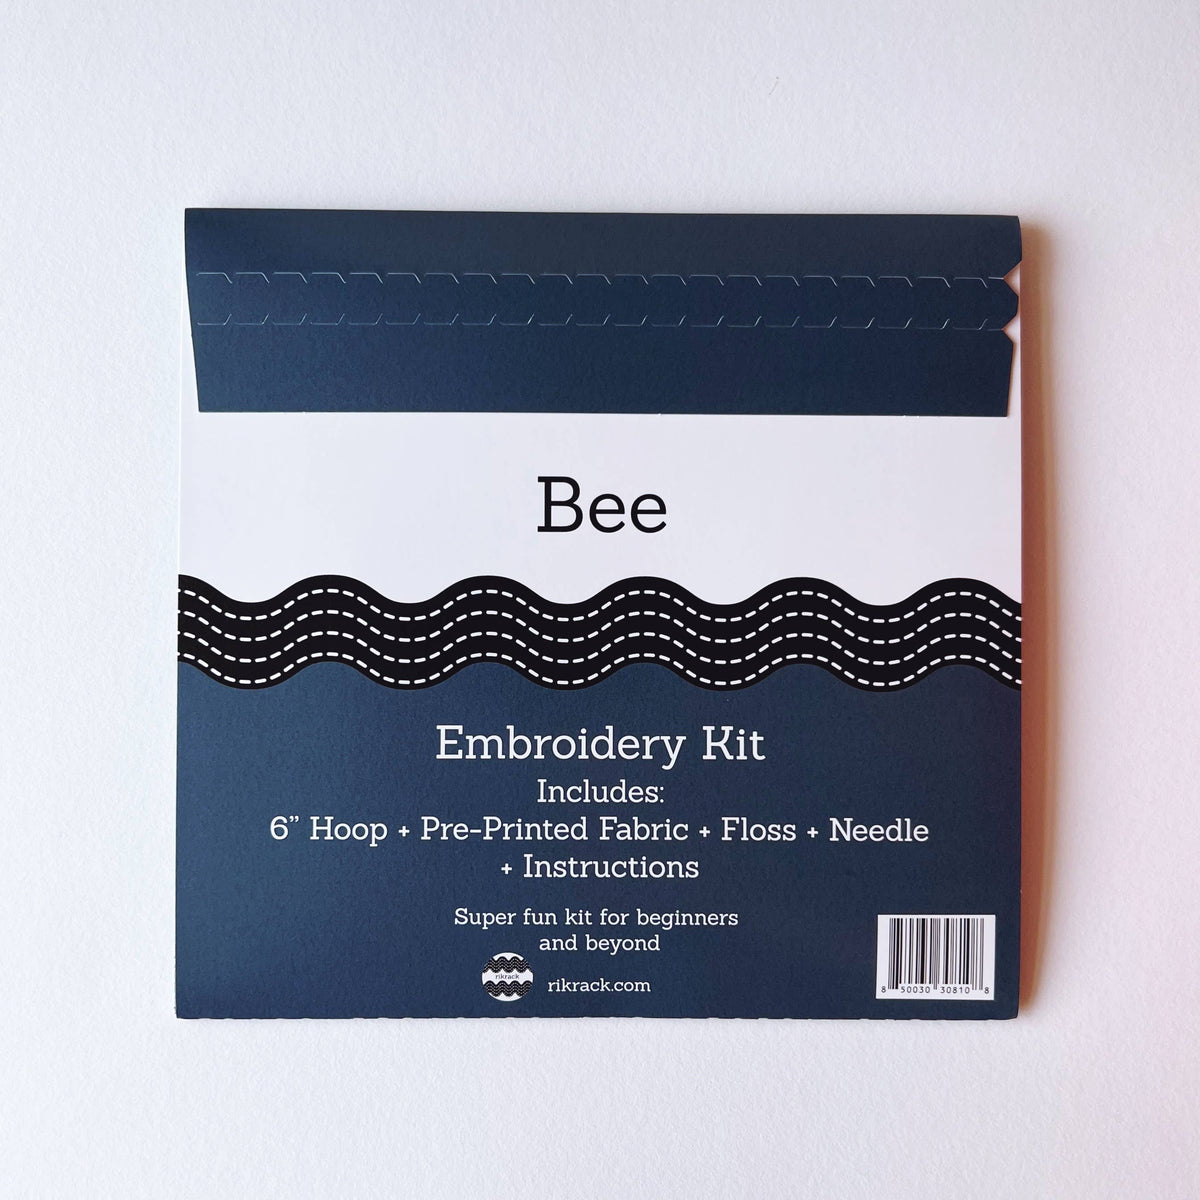 Bee
Embroidery Kit
Includes:
6” Hoop + Pre-Printed Fabric + Floss + Needle
+ Instructions
Super fun kit for beginners
and beyond
rikrack
rikrack.com
8 50030 30810 8